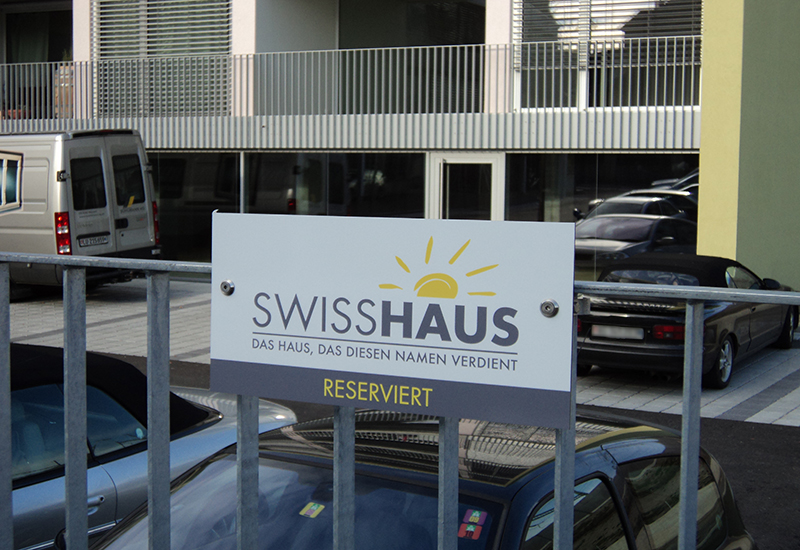 SWISSHAUS
DAS HAUS, DAS DIESEN NAMEN VERDIENT
RESERVIERT